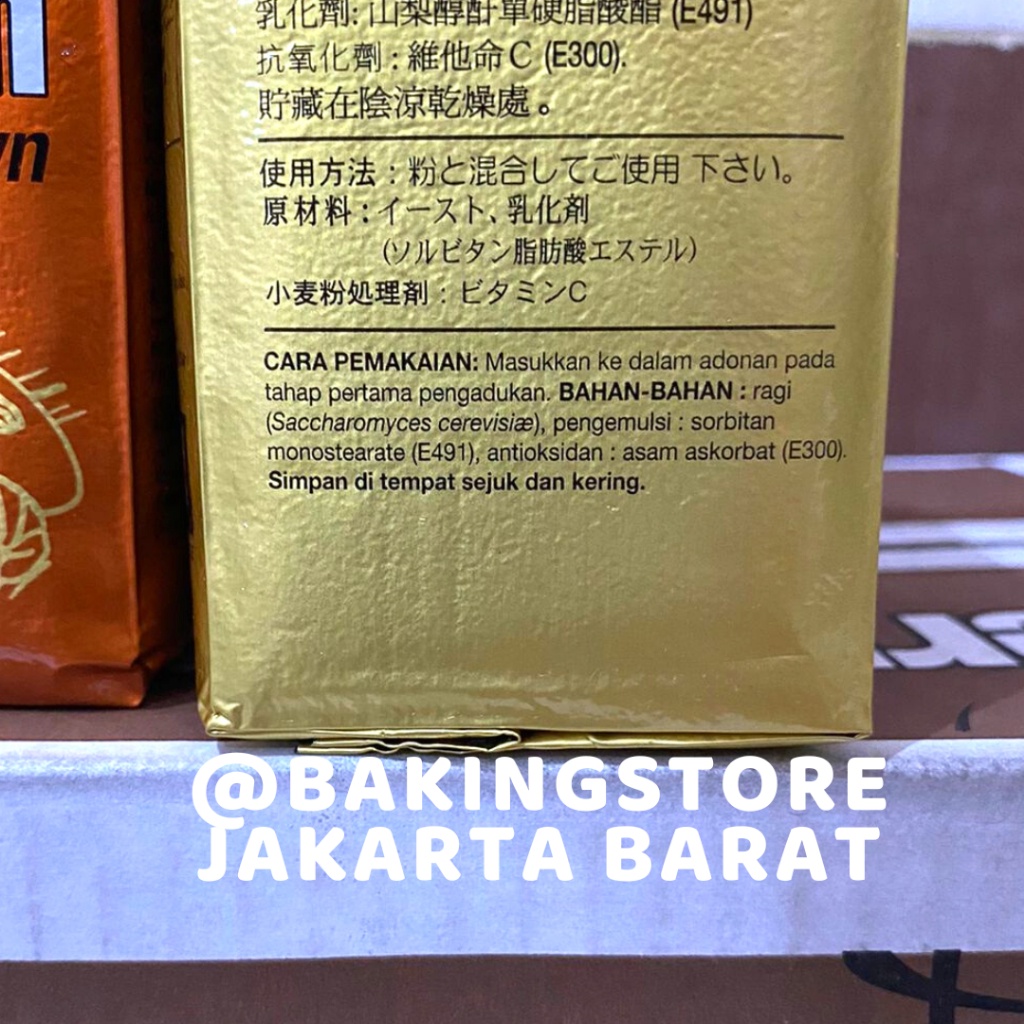 乳化劑: 山梨醇酐單硬脂酸酯 (E491)
抗氧化劑 : 維他命 C (E300).
貯藏在陰涼乾燥處。
使用方法 : 粉と混合してご使用 下さい。
原材料 : イースト、乳化剤
(ソルビタン脂肪酸エステル)
小麦粉処理剤 : ビタミンC
CARA PEMAKAIAN: Masukkan ke dalam adonan pada
tahap pertama pengadukan. BAHAN-BAHAN : ragi
(Saccharomyces cerevisiæ), pengemulsi : sorbitan
monostearate (E491), antioksidan : asam askorbat (E300).
Simpan di tempat sejuk dan kering.
@BAKINGSTORE
JAKARTA BARAT